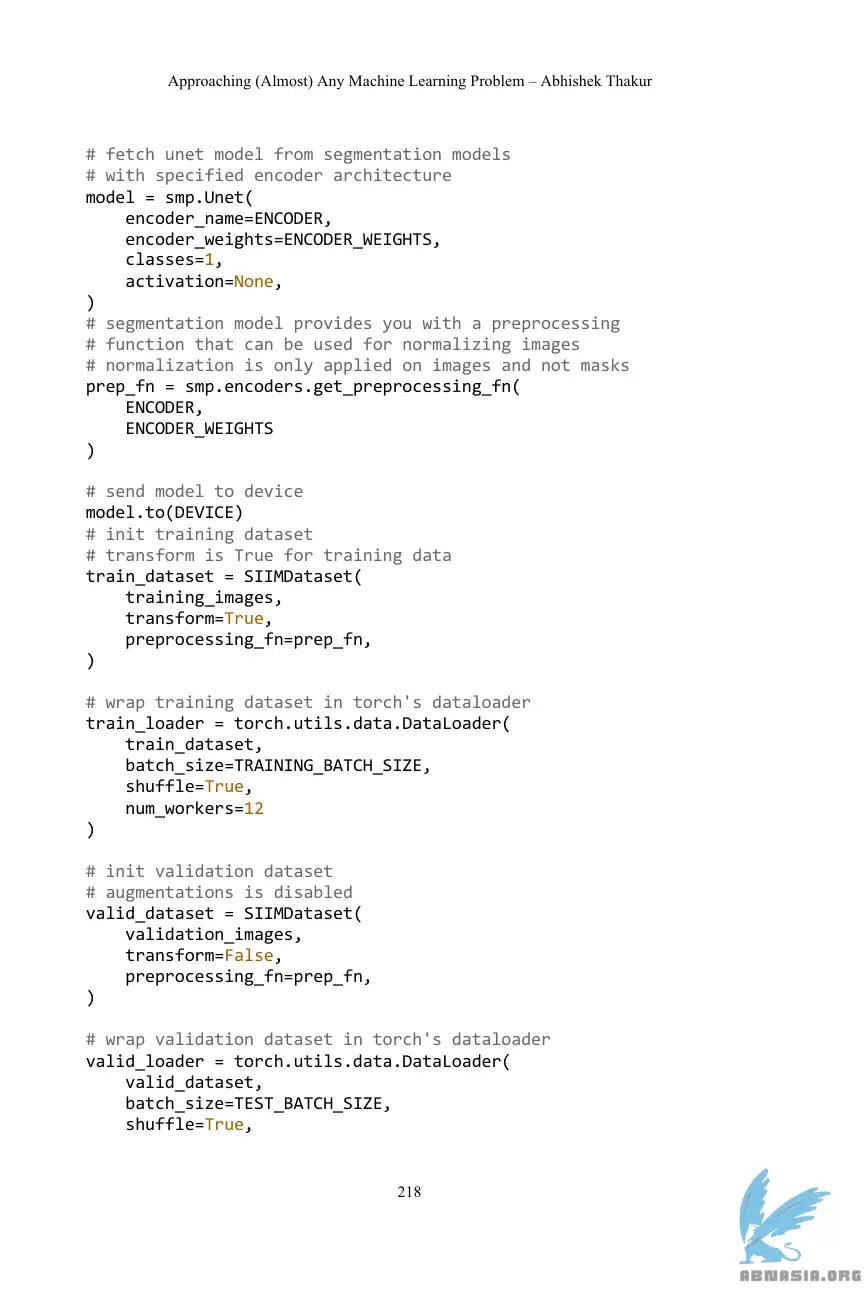 Approaching (Almost) Any Machine Learning Problem – Abhishek Thakur
# fetch unet model from segmentation models
# with specified encoder architecture
model = smp.Unet(
    encoder_name=ENCODER,
    encoder_weights=ENCODER_WEIGHTS,
    classes=1,
    activation=None,
)
# segmentation model provides you with a preprocessing
# function that can be used for normalizing images
# normalization is only applied on images and not masks
prep_fn = smp.encoders.get_preprocessing_fn(
    ENCODER,
    ENCODER_WEIGHTS
)
# send model to device
model.to(DEVICE)
# init training dataset
# transform is True for training data
train_dataset = SIIMDataset(
    training_images,
    transform=True,
    preprocessing_fn=prep_fn,
)
# wrap training dataset in torch's dataloader
train_loader = torch.utils.data.DataLoader(
    train_dataset,
    batch_size=TRAINING_BATCH_SIZE,
    shuffle=True,
    num_workers=12
)
# init validation dataset
# augmentations is disabled
valid_dataset = SIIMDataset(
    validation_images,
    transform=False,
    preprocessing_fn=prep_fn,
)
# wrap validation dataset in torch's dataloader
valid_loader = torch.utils.data.DataLoader(
    valid_dataset,
    batch_size=TEST_BATCH_SIZE,
    shuffle=True,
218
ABNASIA.ORG